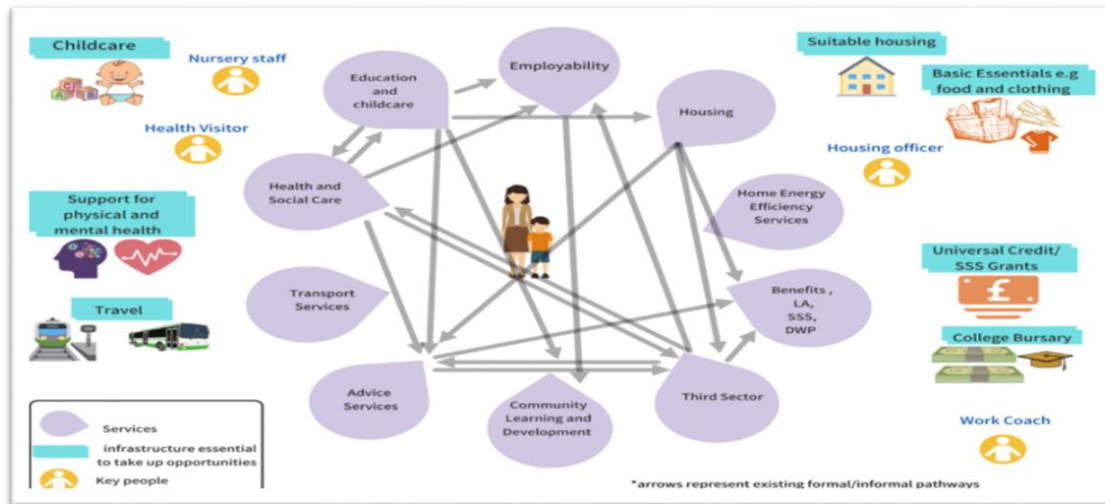 Childcare
Nursery staff
Health Visitor
Support for
physical and
mental health
Travel
Education
and
childcare
Employability
Housing
Health and
Social Care
Home Energy
Efficiency
Services
Transport
Services
Benefits ,
LA,
SSS,
DWP
Advice
Services
Community
Learning and
Development
Third Sector
Suitable housing
Basic Essentials e.g
food and clothing
Housing officer
Universal Credit/
SSS Grants
£
College Bursary
Work Coach
Services
infrastructure essential
to take up opportunities
Key people
*arrows represent existing formal/informal pathways